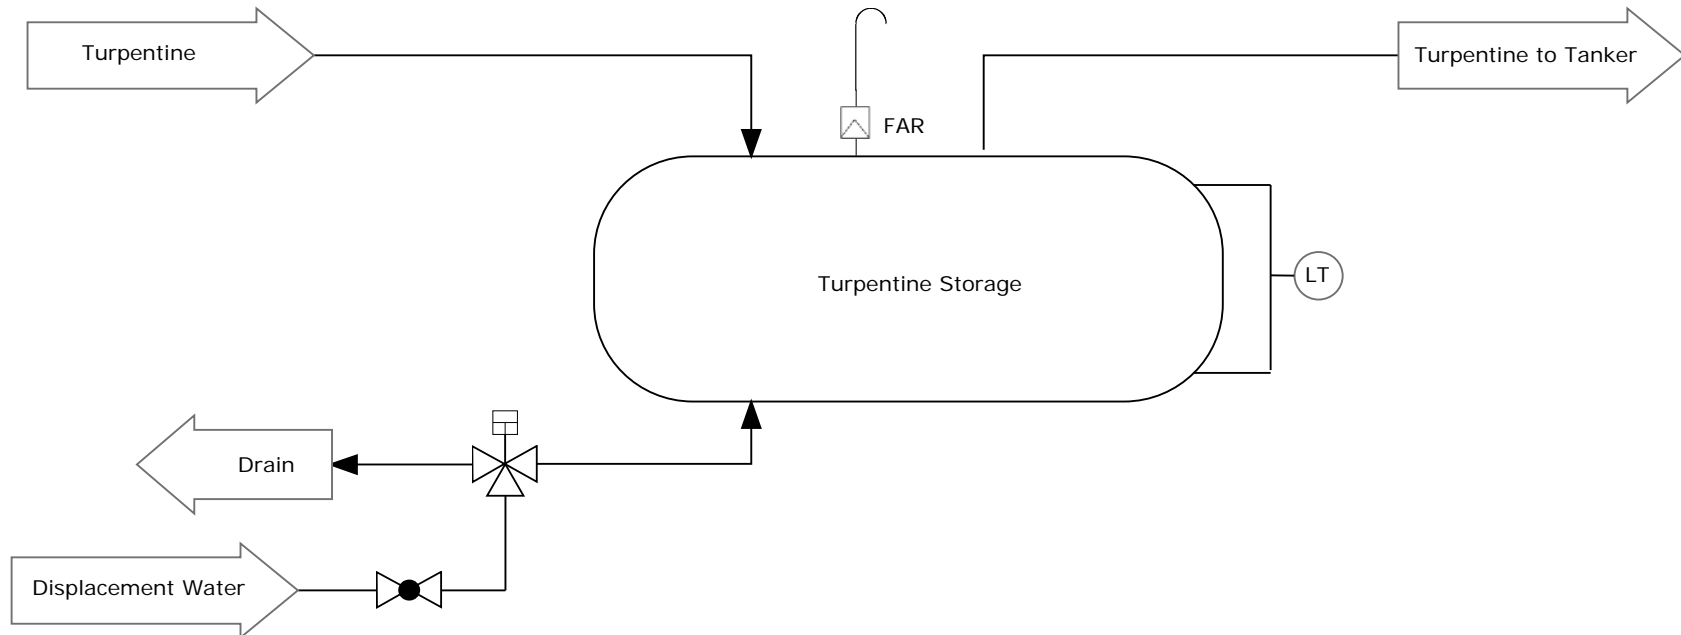 Turpentine
Turpentine to Tanker
FAR
Turpentine Storage
LT
Drain
Displacement Water